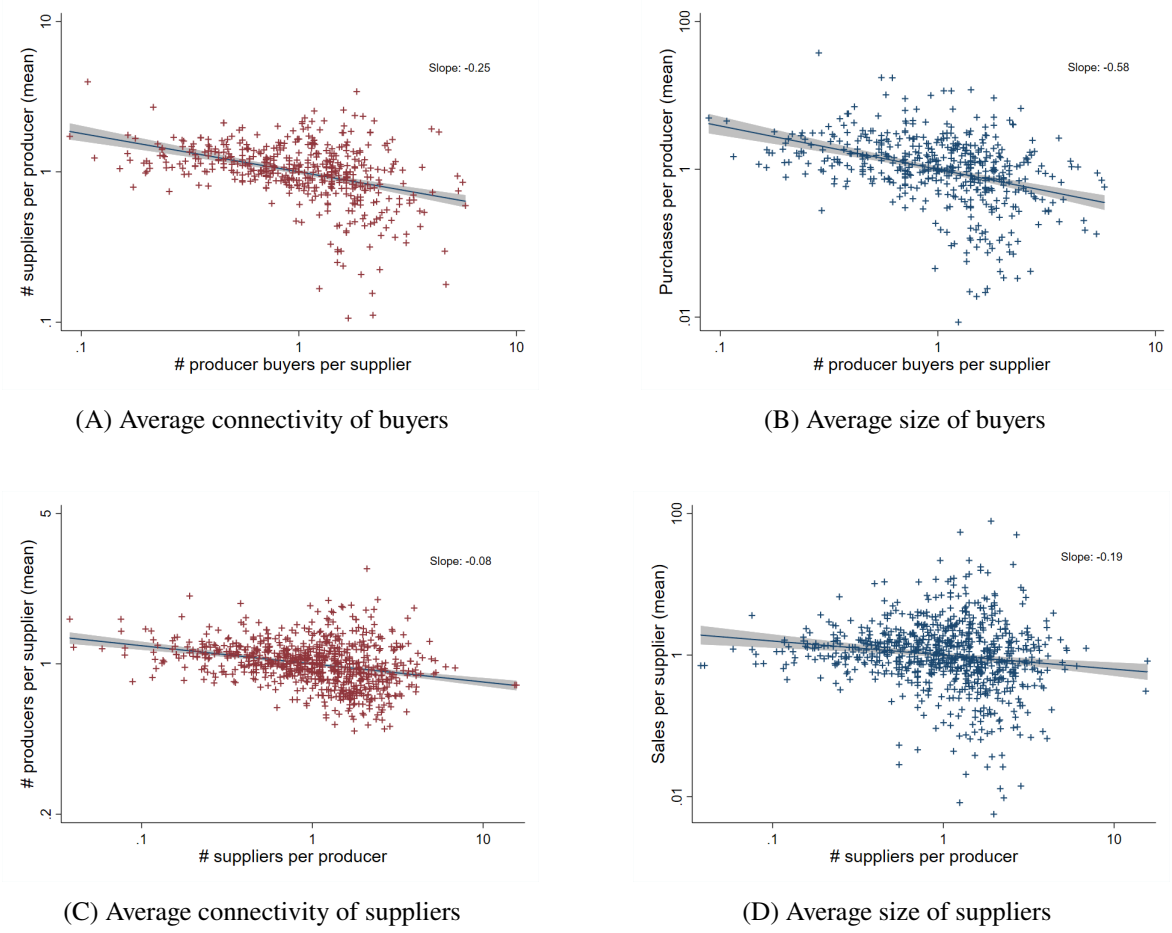 10
1
.1
# suppliers per producer (mean)
Slope: -0.25
.1
1
10
# producer buyers per supplier
(A) Average connectivity of buyers
100
1
.01
Purchases per producer (mean)
Slope: -0.58
.1
1
10
# producer buyers per supplier
(B) Average size of buyers
5
1
.2
# producers per supplier (mean)
Slope: -0.08
.1
1
10
# suppliers per producer
(C) Average connectivity of suppliers
100
1
.01
Sales per supplier (mean)
Slope: -0.19
.1
1
10
# suppliers per producer
(D) Average size of suppliers